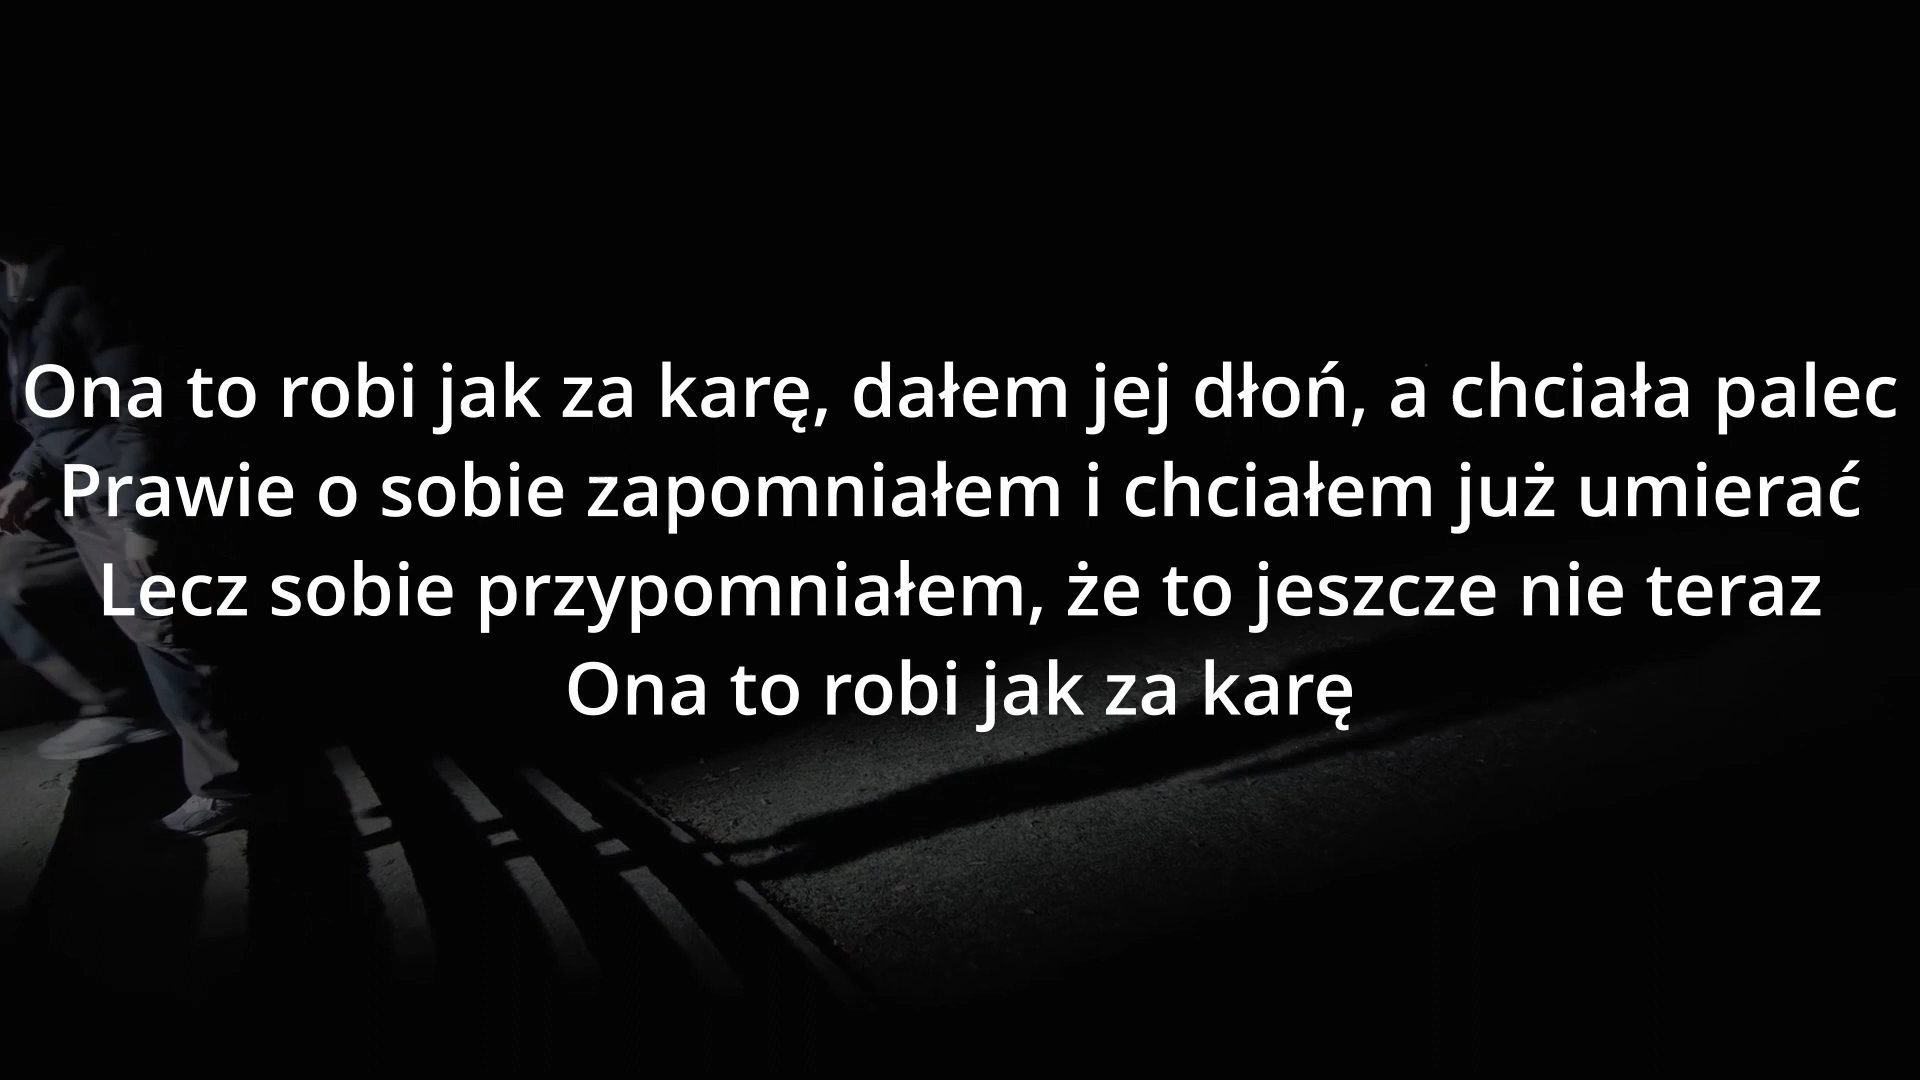 Ona to robi jak za karę, dałem jej dłoń, a chciała palec
Prawie o sobie zapomniałem i chciałem już umierać
Lecz sobie przypomniałem, że to jeszcze nie teraz
Ona to robi jak za karę